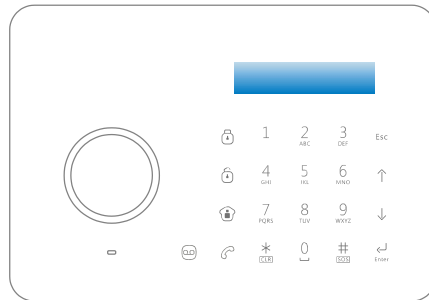 1 2 3 Esc
ABC DEF
4 5 6
GHI JKL MNO
7 8 9
PQRS TUV WXYZ
* 0 #
CLR SOS Enter